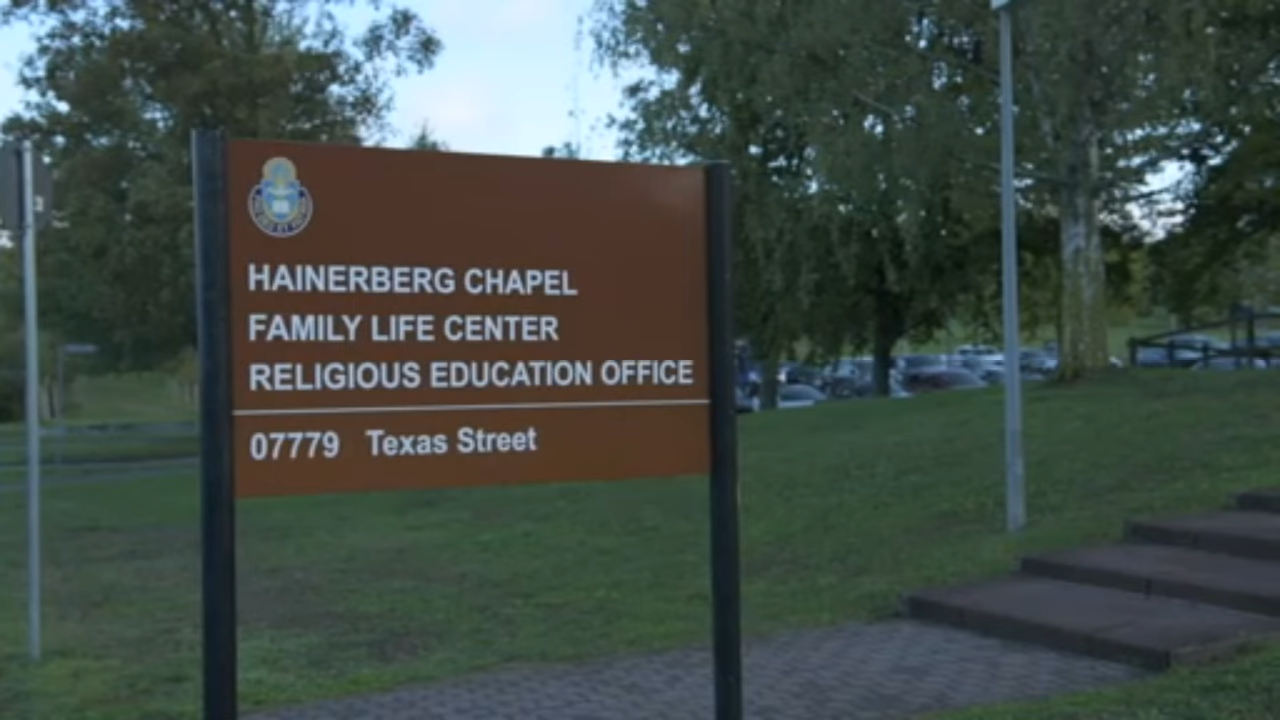 HAINERBERG CHAPEL
FAMILY LIFE CENTER
RELIGIOUS EDUCATION OFFICE
07779 Texas Street